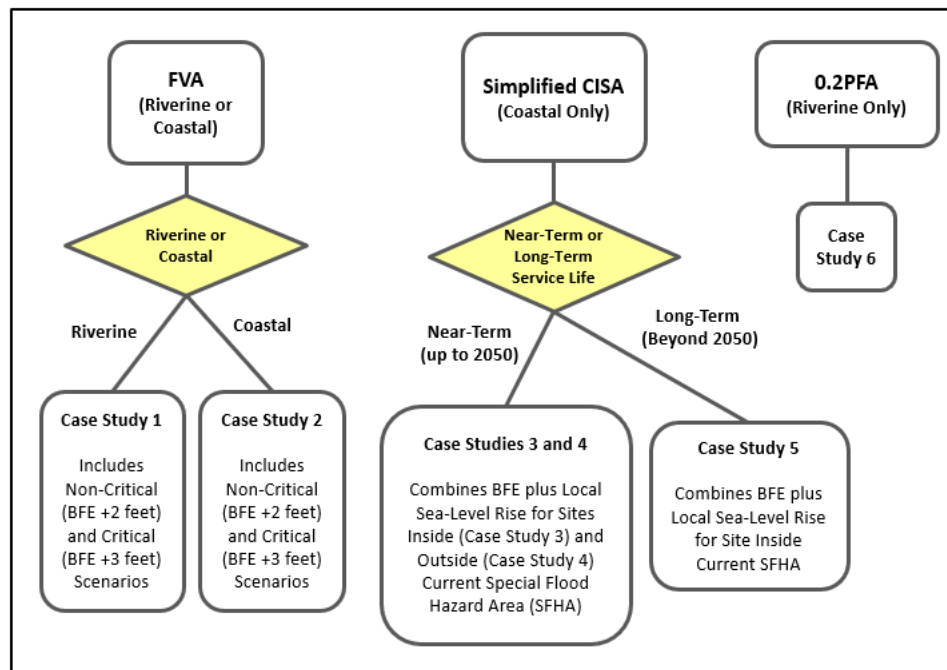 FVA
(Riverine or
Coastal)
Riverine or
Coastal
Riverine
Coastal
Case Study 1
Includes
Non-Critical
(BFE +2 feet)
and Critical
(BFE +3 feet)
Scenarios
Case Study 2
Includes
Non-Critical
(BFE +2 feet)
and Critical
(BFE +3 feet)
Scenarios
Simplified CISA
(Coastal Only)
Near-Term or
Long-Term
Service Life
Near-Term
(up to 2050)
Long-Term
(Beyond 2050)
Case Studies 3 and 4
Combines BFE plus Local
Sea-Level Rise for Sites
Inside (Case Study 3) and
Outside (Case Study 4)
Current Special Flood
Hazard Area (SFHA)
Case Study 5
Combines BFE plus
Local Sea-Level Rise
for Site Inside
Current SFHA
0.2PFA
(Riverine Only)
Case
Study 6